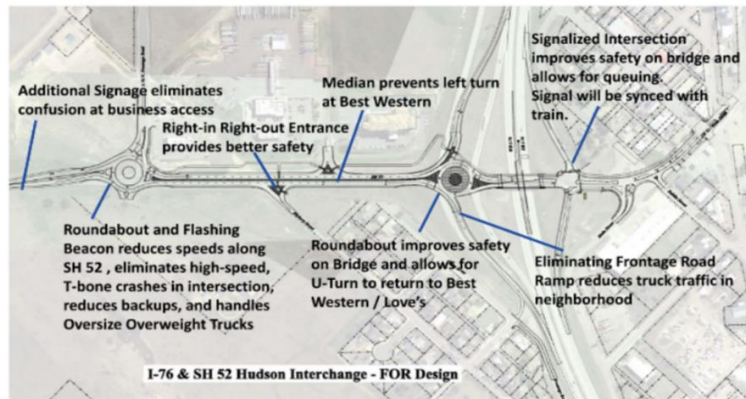 Additional Signage eliminates
confusion at business access
Right-in Right-out Entrance
provides better safety
Median prevents left turn
at Best Western
Signalized Intersection
improves safety on bridge and
allows for queuing.
Signal will be synced with
train.
Roundabout and Flashing
Beacon reduces speeds along
SH 52 , eliminates high-speed,
T-bone crashes in intersection,
reduces backups, and handles
Oversize Overweight Trucks
Roundabout improves safety
on Bridge and allows for
U-Turn to return to Best
Western / Love's
Eliminating Frontage Road
Ramp reduces truck traffic in
neighborhood
I-76 & SH 52 Hudson Interchange - FOR Design